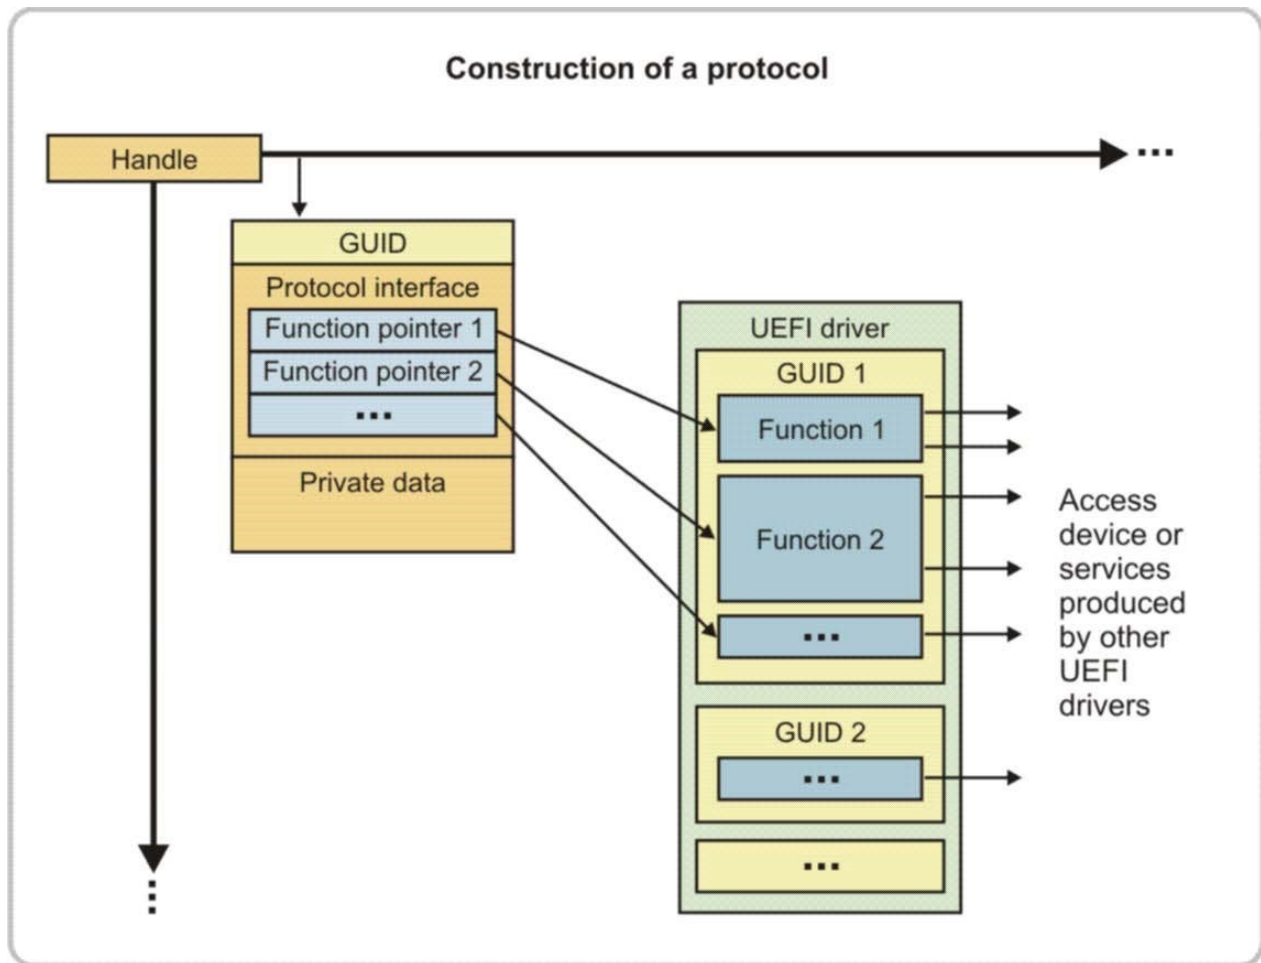 Construction of a protocol
Handle
...
GUID
Protocol interface
Function pointer 1
Function pointer 2
...
Private data
UEFI driver
GUID 1
Function 1
Function 2
...
GUID 2
...
...
Access
device or
services
produced
by other
UEFI
drivers
...